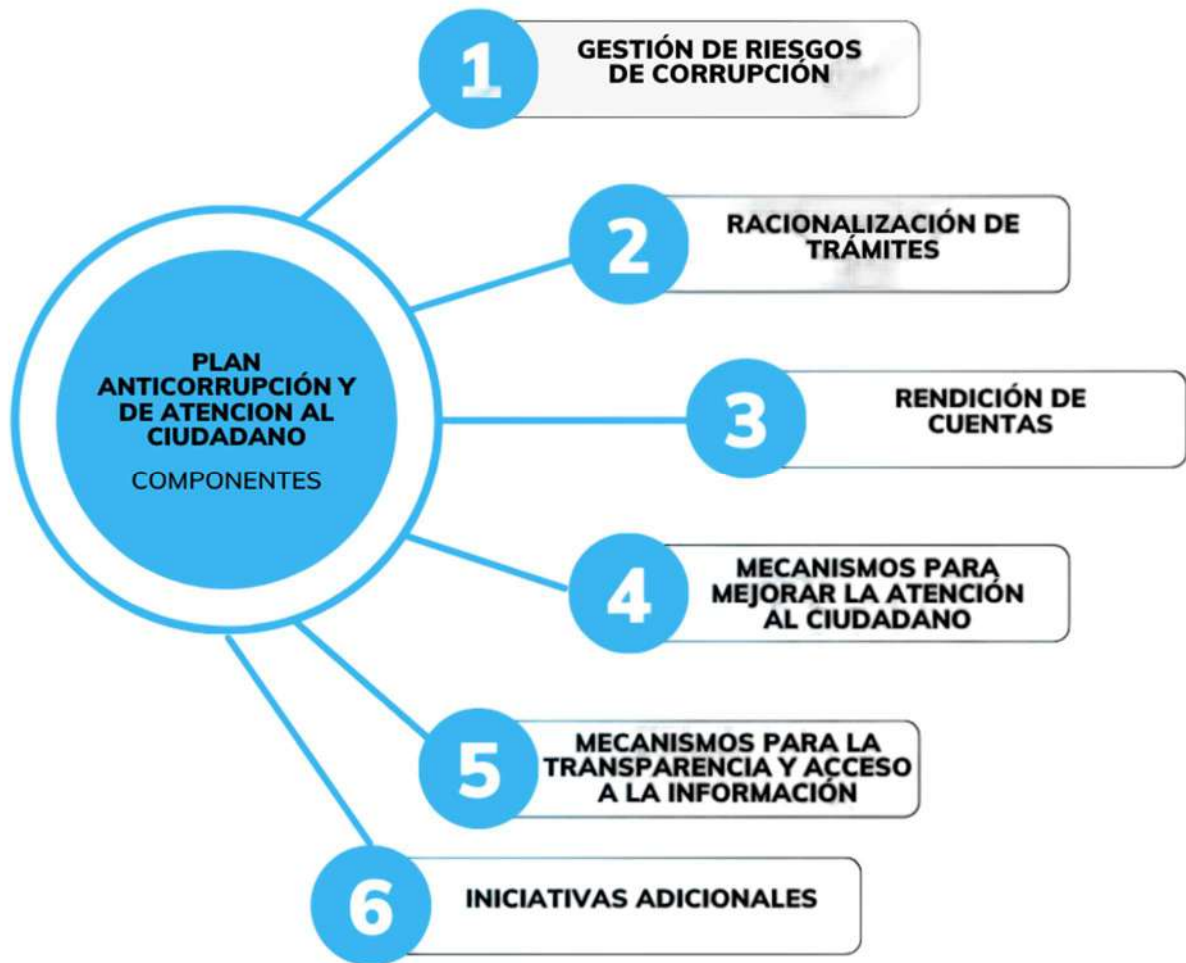 1
GESTIÓN DE RIESGOS
DE CORRUPCIÓN
2
RACIONALIZACIÓN DE
TRÁMITES
PLAN
ANTICORRUPCIÓN Y
DE ATENCION AL
CIUDADANO
COMPONENTES
3
RENDICIÓN DE
CUENTAS
4
MECANISMOS PARA
MEJORAR LA ATENCIÓN
AL CIUDADANO
5
MECANISMOS PARA LA
TRANSPARENCIA Y ACCESO
A LA INFORMACIÓN
6
INICIATIVAS ADICIONALES